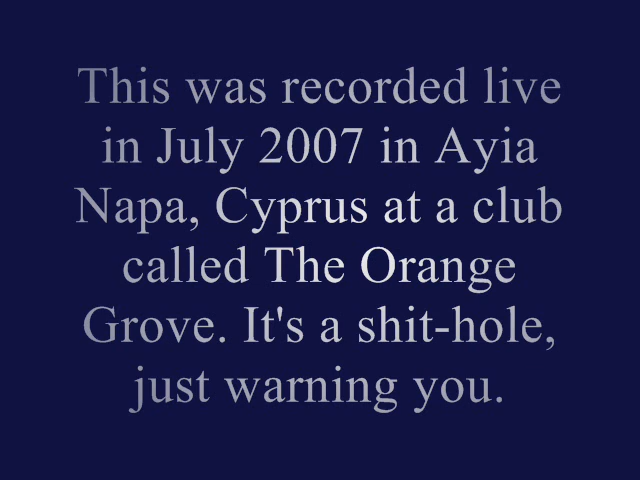 This was recorded live
in July 2007 in Ayia
Napa, Cyprus at a club
called The Orange
Grove. It's a shit-hole,
just warning you.